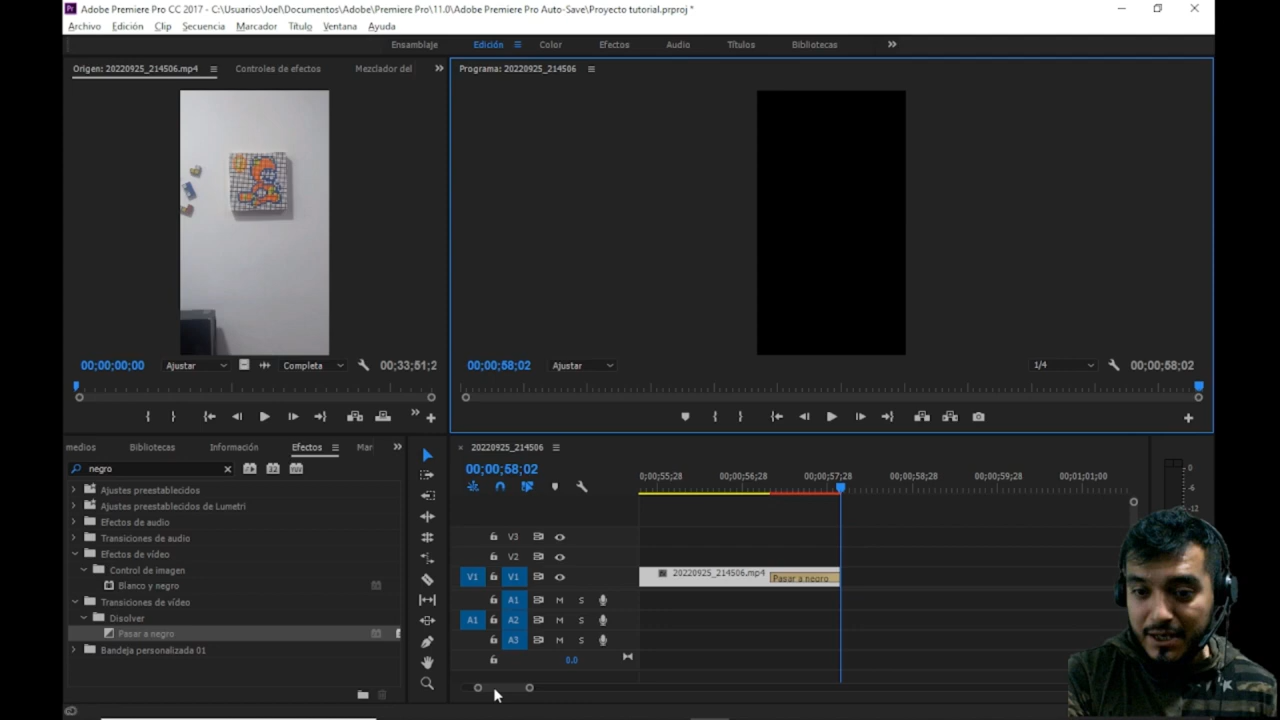 Pr Adobe Premiere Pro CC 2017 - C:\Usuarios\Joel\Documentos\Adobe\Premiere Pro\11.0\Adobe Premiere Pro Auto-Save\Proyecto tutorial.prproj *
Archivo Edición Clip Secuencia Marcador Título Ventana Ayuda
Ensamblaje Edición Color Efectos Audio Títulos Bibliotecas
Origen: 20220925_214506.mp4 Controles de efectos Mezclador del
Programa: 20220925_214506
00;00;00;00 Ajustar Completa 00;33;51;2
00;00;58;02 Ajustar 1/4 00;00;58;02
medios Bibliotecas Información Efectos Mar
negro
Ajustes preestablecidos
Ajustes preestablecidos de Lumetri
Efectos de audio
Transiciones de audio
Efectos de vídeo
Control de imagen
Blanco y negro
Transiciones de vídeo
Disolver
Pasar a negro
Bandeja personalizada 01
20220925_214506
00;00;58;02
0;00;55;28 00;00;56;28 00;00;57;28 00;00;58;28 00;00;59;28 00;01;01;00
V3
V2
V1 V1 20220925_214506.mp4 Pasar a negro
A1 M S
A1 A2 M S
A3 M S
0,0
0
-6
-12